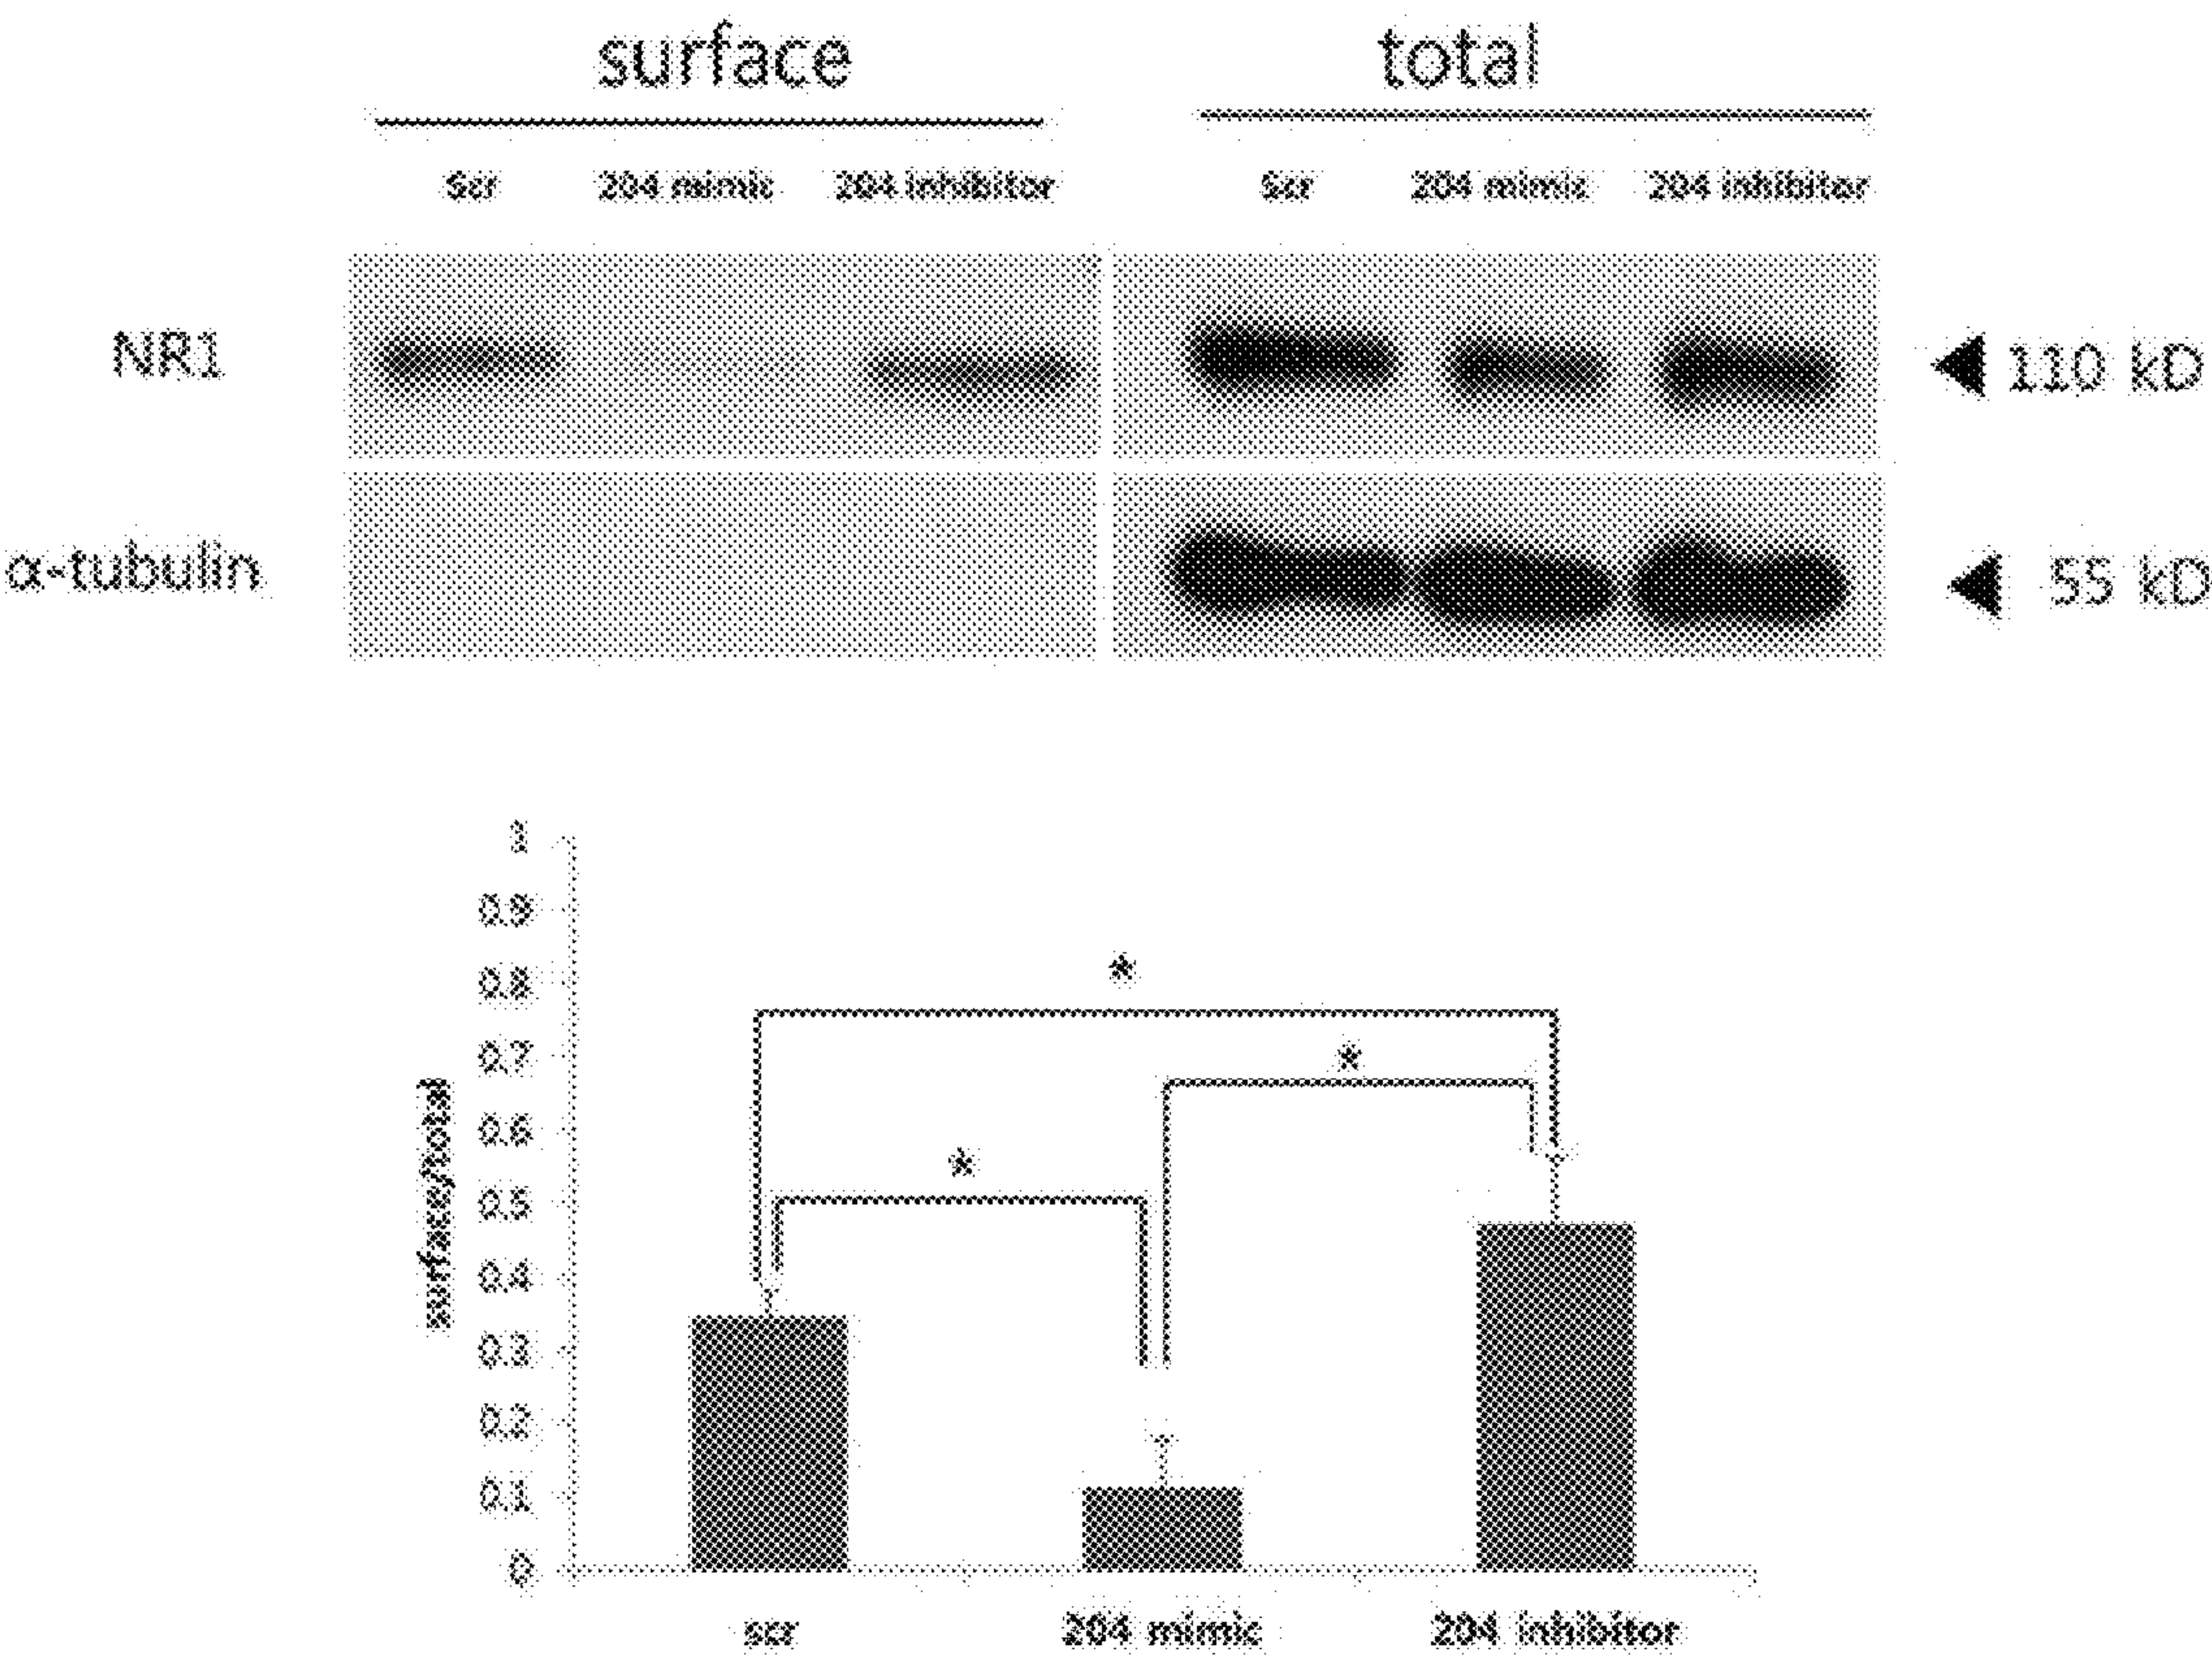 surface total
Scr 204 mimic 204 inhibitor Scr 204 mimic 204 inhibitor
NR1 110 kD
α-tubulin 55 kD
1
0.9
0.8
*
0.7
*
0.6
*
0.5
0.4
0.3
0.2
0.1
0
surface/total
scr 204 mimic 204 inhibitor